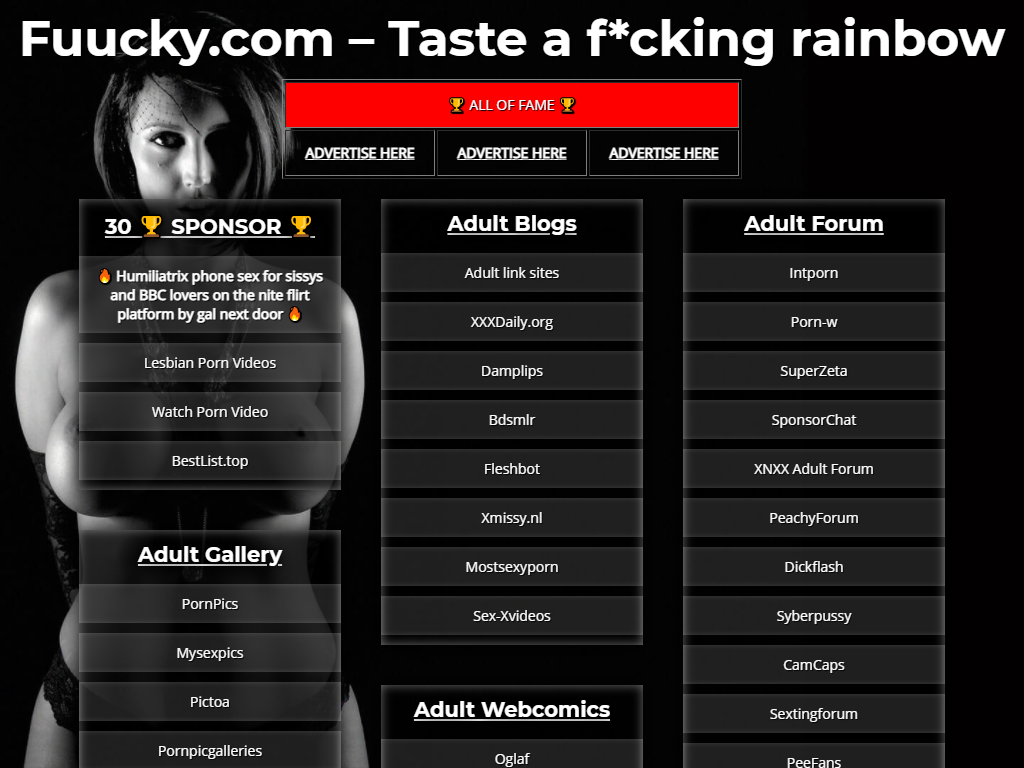 Fuucky.com – Taste a f*cking rainbow
🏆 ALL OF FAME 🏆
ADVERTISE HERE
ADVERTISE HERE
ADVERTISE HERE
30 🏆 SPONSOR 🏆
🔥 Humiliatrix phone sex for sissys
and BBC lovers on the nite flirt
platform by gal next door 🔥
Lesbian Porn Videos
Watch Porn Video
BestList.top
Adult Gallery
PornPics
Mysexpics
Pictoa
Pornpicgalleries
Adult Blogs
Adult link sites
XXXDaily.org
Damplips
Bdsmlr
Fleshbot
Xmissy.nl
Mostsexyporn
Sex-Xvideos
Adult Webcomics
Oglaf
Adult Forum
Intporn
Porn-w
SuperZeta
SponsorChat
XNXX Adult Forum
PeachyForum
Dickflash
Syberpussy
CamCaps
Sextingforum
PeeFans